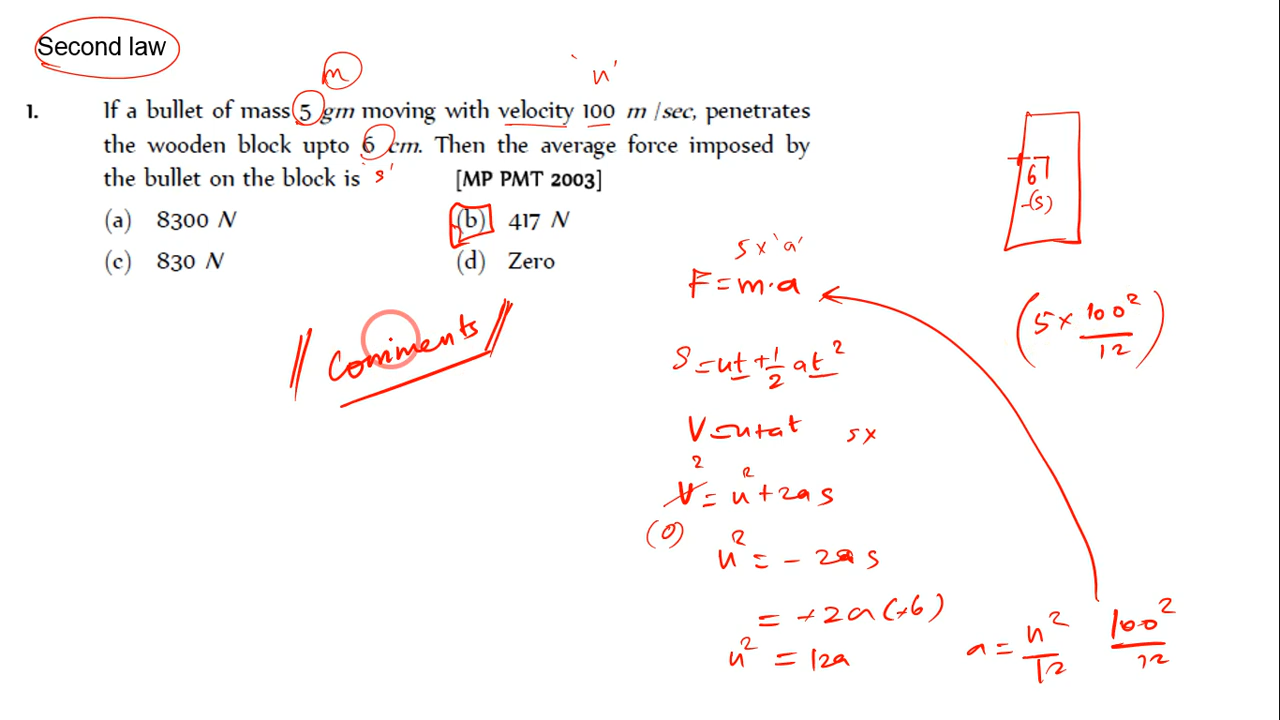 Second law
m
'u'
1. If a bullet of mass 5 gm moving with velocity 100 m /sec, penetrates
the wooden block upto 6 cm. Then the average force imposed by
the bullet on the block is 's' [MP PMT 2003]
(a) 8300 N (b) 417 N
(c) 830 N (d) Zero
5 × 'a'
F = m·a
6
-(s)
(5 × 100²/12)
Comments
S = ut + 1/2 at²
V = u+at 5×
V² = u² + 2as
(0)
u² = - 2as
= +2a(+6)
u² = 12a
a = u²/12 100²/12